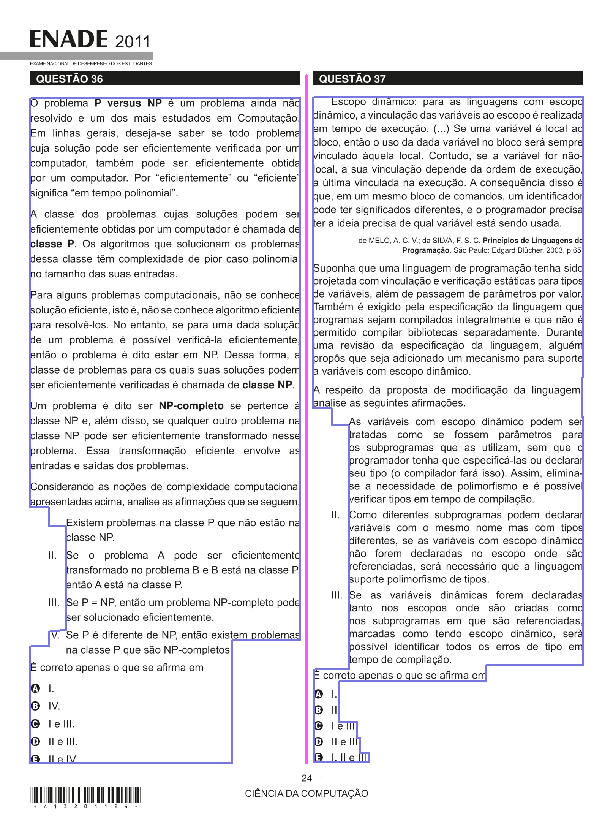 ENADE 2011
EXAME NACIONAL DE DESEMPENHO DOS ESTUDANTES
QUESTÃO 36
O problema P versus NP é um problema ainda não
resolvido e um dos mais estudados em Computação.
Em linhas gerais, deseja-se saber se todo problema
cuja solução pode ser eficientemente verificada por um
computador, também pode ser eficientemente obtida
por um computador. Por “eficientemente” ou “eficiente”
significa “em tempo polinomial”.
A classe dos problemas cujas soluções podem ser
eficientemente obtidas por um computador é chamada de
classe P. Os algoritmos que solucionam os problemas
dessa classe têm complexidade de pior caso polinomial
no tamanho das suas entradas.
Para alguns problemas computacionais, não se conhece
solução eficiente, isto é, não se conhece algoritmo eficiente
para resolvê-los. No entanto, se para uma dada solução
de um problema é possível verificá-la eficientemente,
então o problema é dito estar em NP. Dessa forma, a
classe de problemas para os quais suas soluções podem
ser eficientemente verificadas é chamada de classe NP.
Um problema é dito ser NP-completo se pertence à
classe NP e, além disso, se qualquer outro problema na
classe NP pode ser eficientemente transformado nesse
problema. Essa transformação eficiente envolve as
entradas e saídas dos problemas.
Considerando as noções de complexidade computacional
apresentadas acima, analise as afirmações que se seguem.
Existem problemas na classe P que não estão na
classe NP.
II. Se o problema A pode ser eficientemente
transformado no problema B e B está na classe P,
então A está na classe P.
III. Se P = NP, então um problema NP-completo pode
ser solucionado eficientemente.
IV. Se P é diferente de NP, então existem problemas
na classe P que são NP-completos
É correto apenas o que se afirma em
A I.
B IV.
C I e III.
D II e III.
E II e IV
QUESTÃO 37
Escopo dinâmico: para as linguagens com escopo
dinâmico, a vinculação das variáveis ao escopo é realizada
em tempo de execução. (...) Se uma variável é local ao
bloco, então o uso da dada variável no bloco será sempre
vinculado àquela local. Contudo, se a variável for não-
local, a sua vinculação depende da ordem de execução,
a última vinculada na execução. A consequência disso é
que, em um mesmo bloco de comandos, um identificador
pode ter significados diferentes, e o programador precisa
ter a ideia precisa de qual variável está sendo usada.
de MELO, A. C. V.; da SILVA, F. S. C. Princípios de Linguagens de
Programação. São Paulo: Edgard Blücher, 2003. p.65.
Suponha que uma linguagem de programação tenha sido
projetada com vinculação e verificação estáticas para tipos
de variáveis, além de passagem de parâmetros por valor.
Também é exigido pela especificação da linguagem que
programas sejam compilados integralmente e que não é
permitido compilar bibliotecas separadamente. Durante
uma revisão da especificação da linguagem, alguém
propôs que seja adicionado um mecanismo para suporte
a variáveis com escopo dinâmico.
A respeito da proposta de modificação da linguagem,
analise as seguintes afirmações.
As variáveis com escopo dinâmico podem ser
tratadas como se fossem parâmetros para
os subprogramas que as utilizam, sem que o
programador tenha que especificá-las ou declarar
seu tipo (o compilador fará isso). Assim, elimina-
se a necessidade de polimorfismo e é possível
verificar tipos em tempo de compilação.
II. Como diferentes subprogramas podem declarar
variáveis com o mesmo nome mas com tipos
diferentes, se as variáveis com escopo dinâmico
não forem declaradas no escopo onde são
referenciadas, será necessário que a linguagem
suporte polimorfismo de tipos.
III. Se as variáveis dinâmicas forem declaradas
tanto nos escopos onde são criadas como
nos subprogramas em que são referenciadas,
marcadas como tendo escopo dinâmico, será
possível identificar todos os erros de tipo em
tempo de compilação.
É correto apenas o que se afirma em
A I.
B II
C I e III
D II e III
E I, II e III
24
CIÊNCIA DA COMPUTAÇÃO